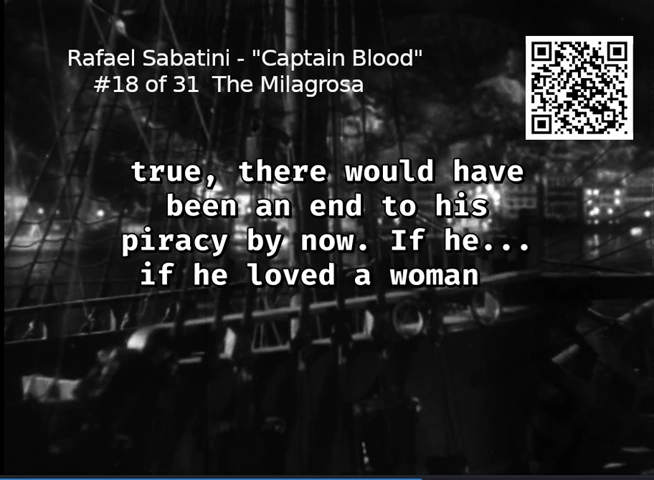 Rafael Sabatini - "Captain Blood"
#18 of 31  The Milagrosa
true, there would have
been an end to his
piracy by now. If he...
if he loved a woman